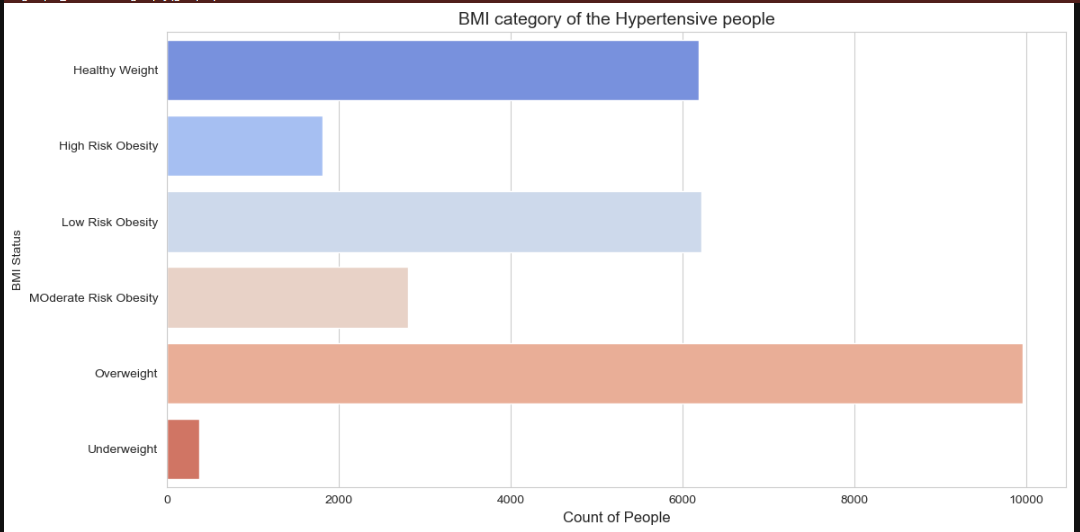 BMI category of the Hypertensive people
Healthy Weight
High Risk Obesity
Low Risk Obesity
MOderate Risk Obesity
Overweight
Underweight
BMI Status
0 2000 4000 6000 8000 10000
Count of People